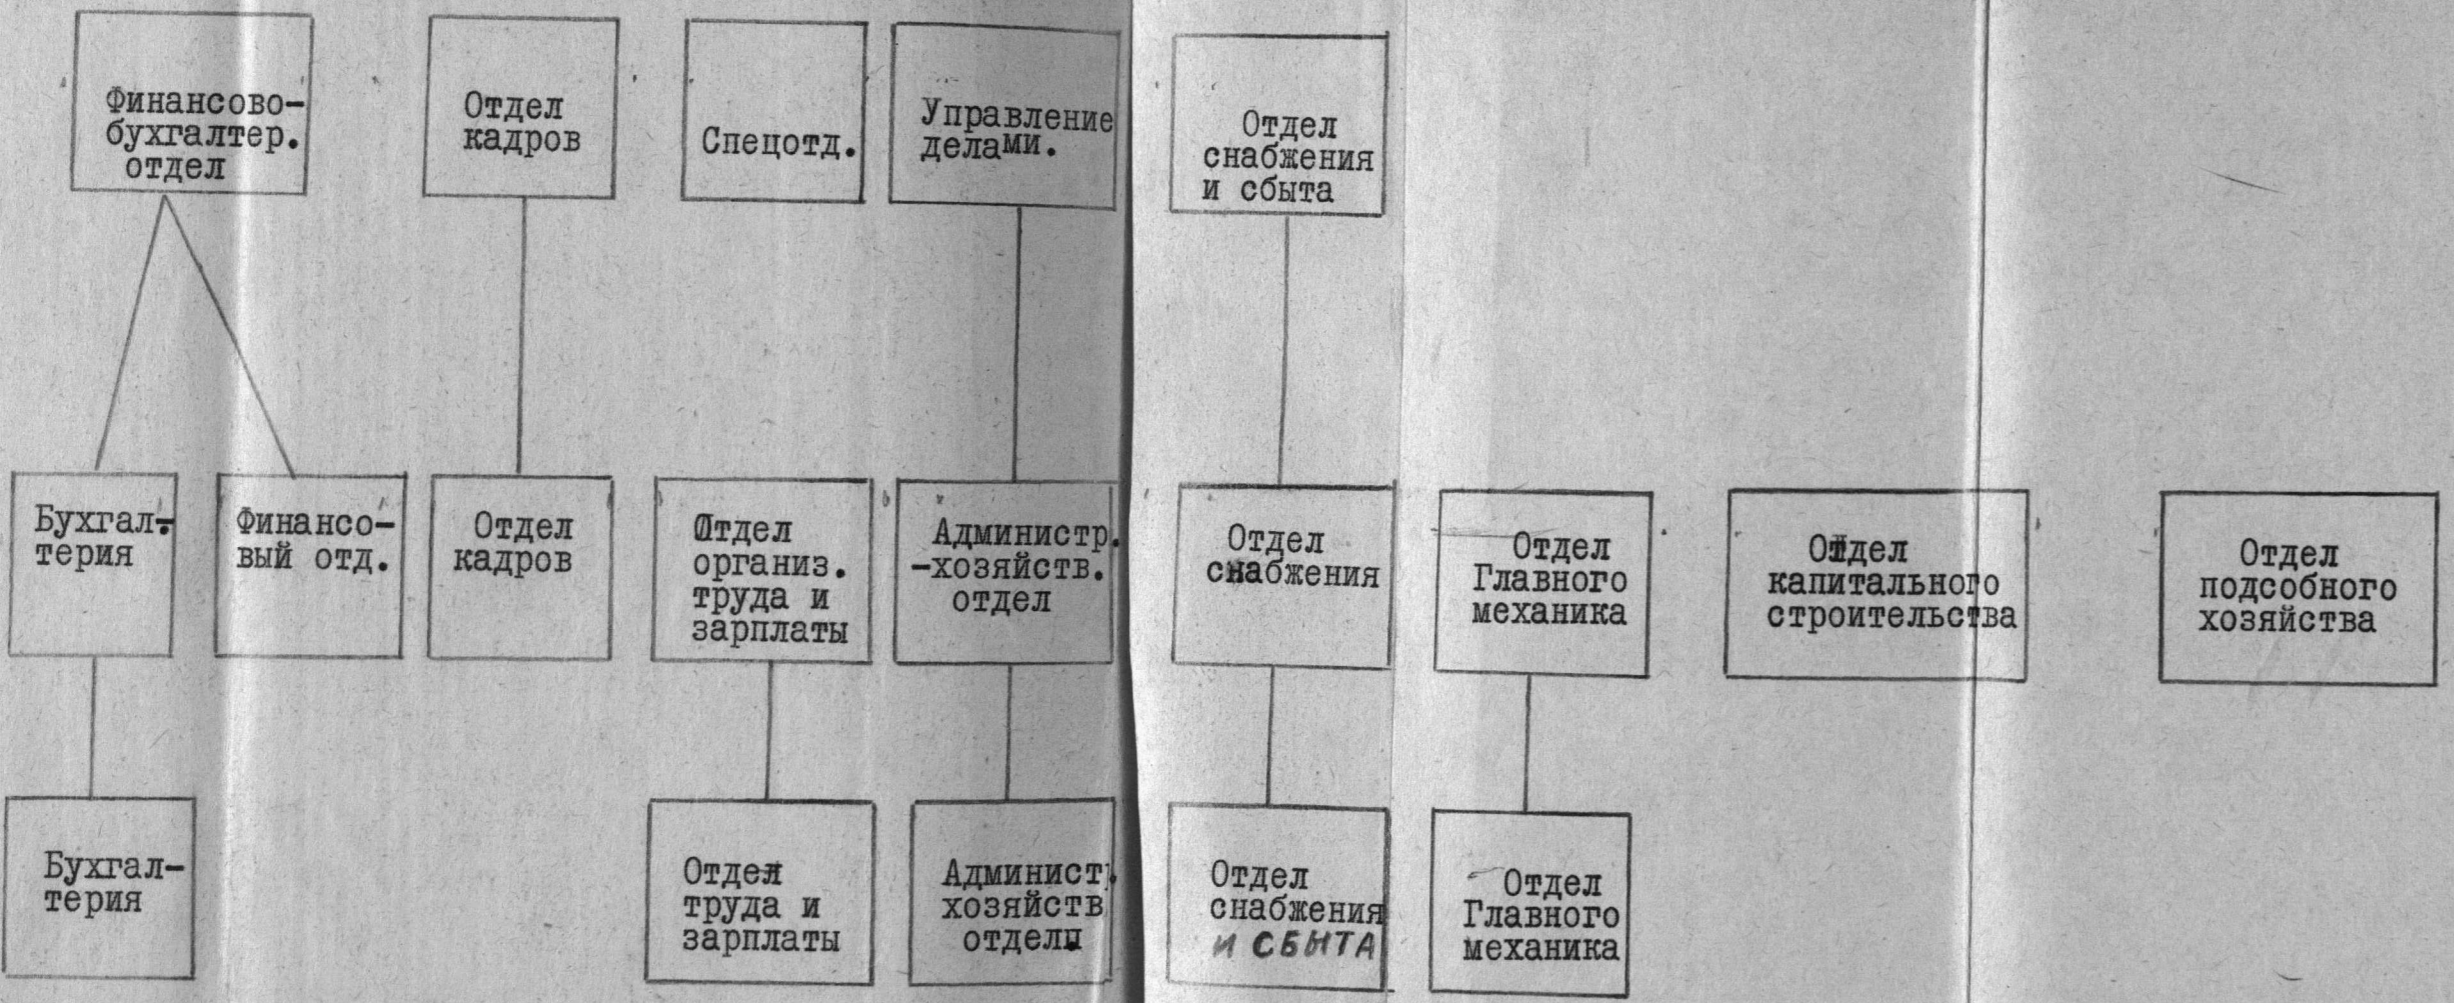 Финансово-
бухгалтер.
отдел
Отдел
кадров
Спецотд.
Управление
делами.
Отдел
снабжения
и сбыта
Бухгал-
терия
Финансо-
вый отд.
Отдел
кадров
Отдел
организ.
труда и
зарплаты
Администр.
-хозяйств.
отдел
Отдел
снабжения
Отдел
Главного
механика
Отдел
капитального
строительства
Отдел
подсобного
хозяйства
Бухгал-
терия
Отдел
труда и
зарплаты
Админист.
хозяйств
отделы
Отдел
снабжения
и СБЫТА
Отдел
Главного
механика